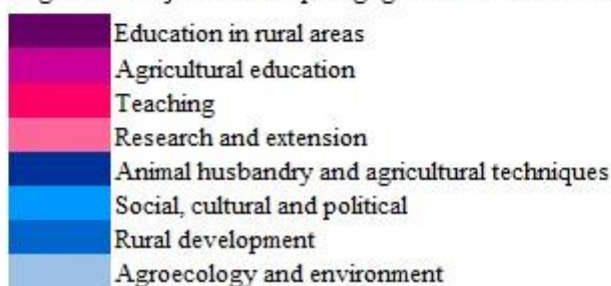 Education in rural areas
Agricultural education
Teaching
Research and extension
Animal husbandry and agricultural techniques
Social, cultural and political
Rural development
Agroecology and environment